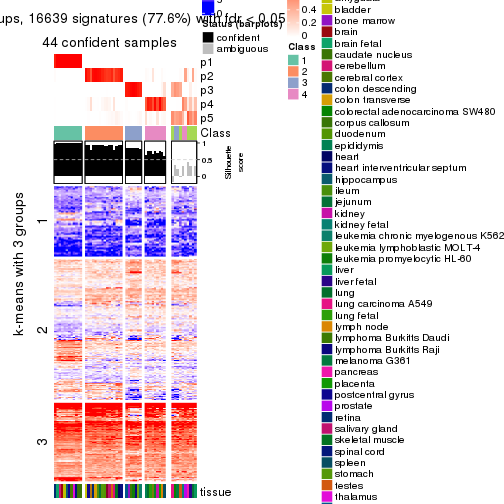 ups, 16639 signatures (77.6%) with fdr < 0.05
44 confident samples
p1
p2
p3
p4
p5
Class
1
0.5
0
Silhouette
score
k-means with 3 groups
1
2
3
tissue
0
Status (barplots)
confident
ambiguous
0.4
0.2
0
Class
1
2
3
4
bladder
bone marrow
brain
brain fetal
caudate nucleus
cerebellum
cerebral cortex
colon descending
colon transverse
colorectal adenocarcinoma SW480
corpus callosum
duodenum
epididymis
heart
heart interventricular septum
hippocampus
ileum
jejunum
kidney
kidney fetal
leukemia chronic myelogenous K562
leukemia lymphoblastic MOLT-4
leukemia promyelocytic HL-60
liver
liver fetal
lung
lung carcinoma A549
lung fetal
lymph node
lymphoma Burkitts Daudi
lymphoma Burkitts Raji
melanoma G361
pancreas
placenta
postcentral gyrus
prostate
retina
salivary gland
skeletal muscle
spinal cord
spleen
stomach
testes
thalamus